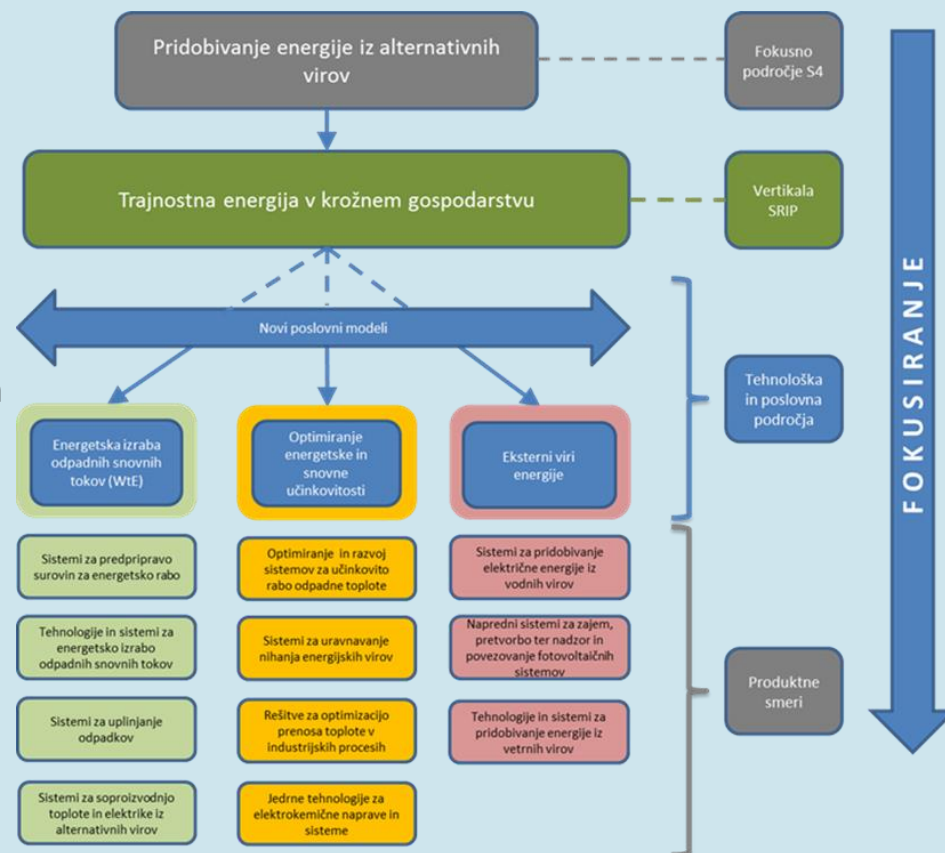 Pridobivanje energije iz alternativnih
virov
Fokusno
področje S4
Trajnostna energija v krožnem gospodarstvu
Vertikala
SRIP
Novi poslovni modeli
Tehnološka
in poslovna
področja
FOKUSIRANJE
Energetska izraba
odpadnih snovnih
tokov (WtE)
Optimiranje
energetske in
snovne
učinkovitosti
Eksterni viri
energije
Sistemi za predpripravo
surovin za energetsko rabo
Tehnologije in sistemi za
energetsko izrabo
odpadnih snovnih tokov
Sistemi za uplinjanje
odpadkov
Sistemi za soproizvodnjo
toplote in elektrike iz
alternativnih virov
Optimiranje in razvoj
sistemov za učinkovito
rabo odpadne toplote
Sistemi za uravnavanje
nihanja energijskih virov
Rešitve za optimizacijo
prenosa toplote v
industrijskih procesih
Jedrne tehnologije za
elektrokemične naprave in
sisteme
Sistemi za pridobivanje
električne energije iz
vodnih virov
Napredni sistemi za zajem,
pretvorbo ter nadzor in
povezovanje fotovoltaičnih
sistemov
Tehnologije in sistemi za
pridobivanje energije iz
vetrnih virov
Produktne
smeri